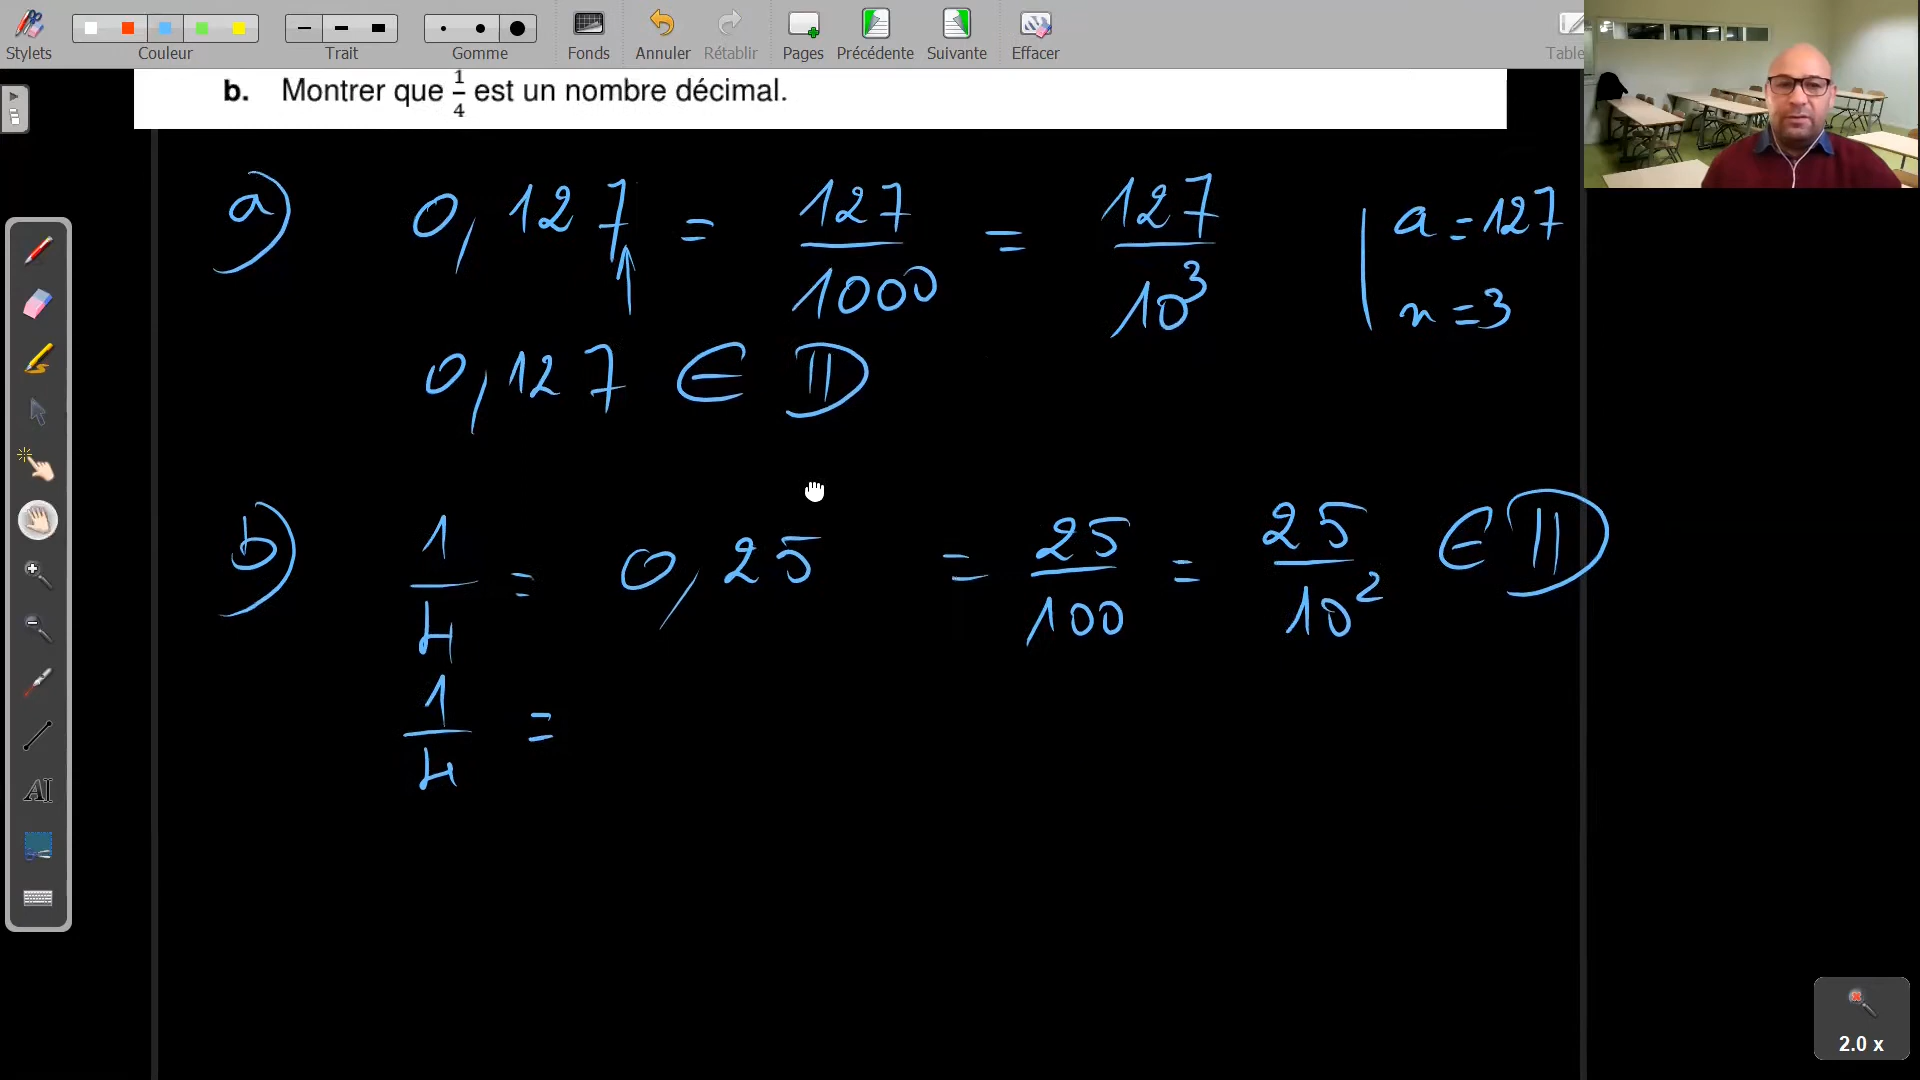 Stylets Couleur Trait Gomme Fonds Annuler Rétablir Pages Précédente Suivante Effacer Table
b. Montrer que 1/4 est un nombre décimal.
a) 0,127 = 127/1000 = 127/10³ | a = 127
n = 3
0,127 ∈ 𝔻
b) 1/4 = 0,25 = 25/100 = 25/10² ∈ 𝔻
1/4 =
AI
2.0 x